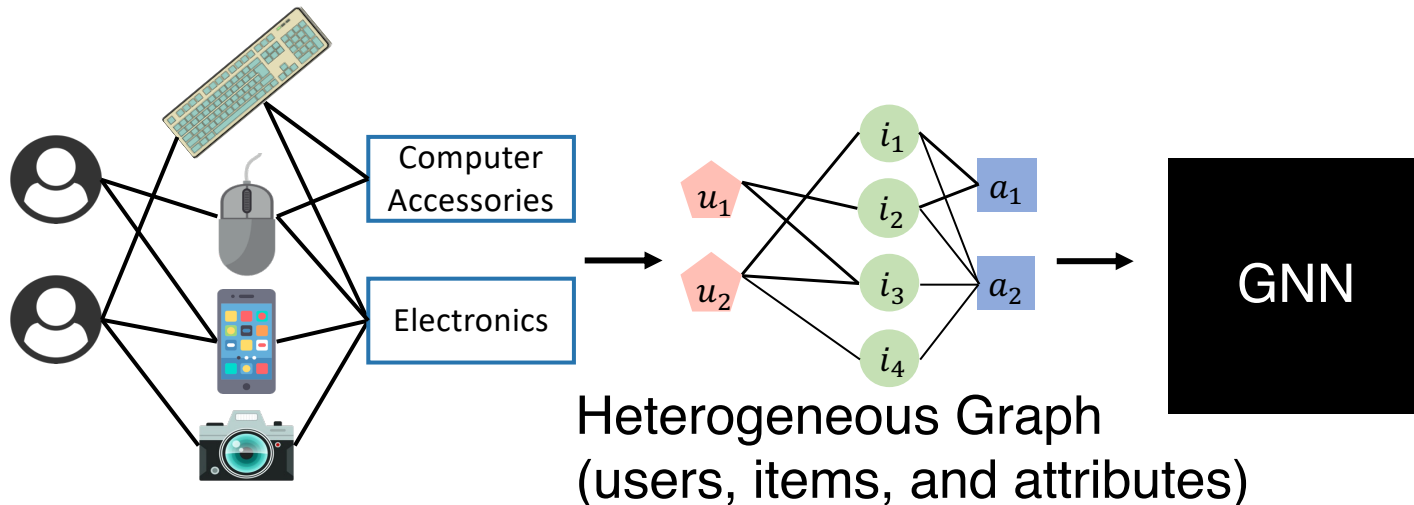 Computer
Accessories
Electronics
u₁
u₂
i₁
i₂
i₃
i₄
a₁
a₂
GNN
Heterogeneous Graph
(users, items, and attributes)